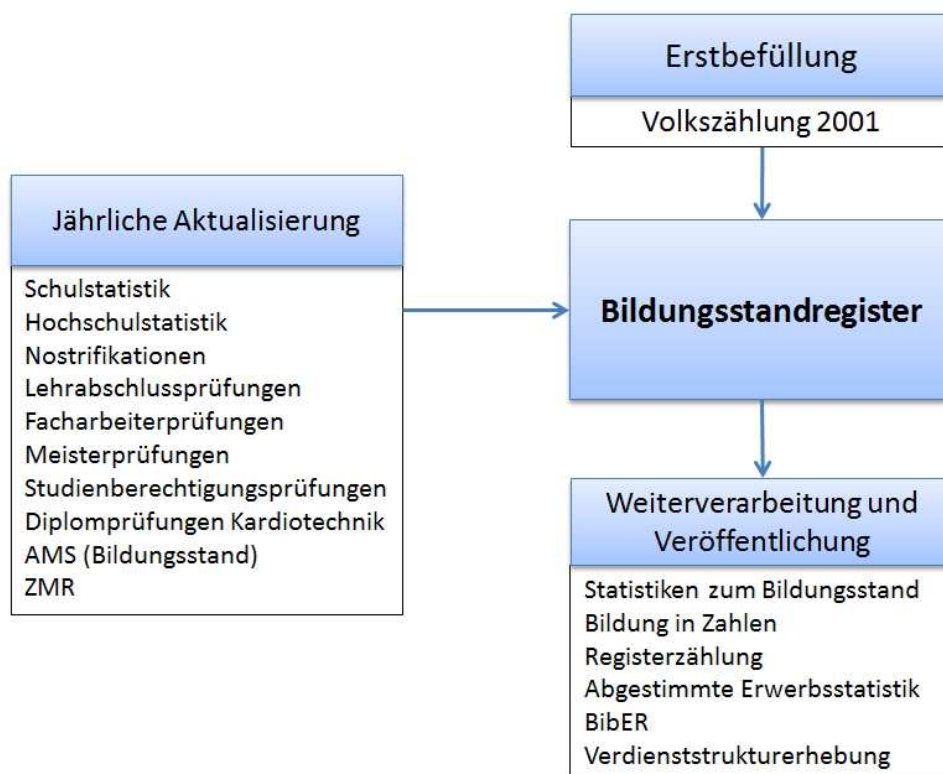 Erstbefüllung
Volkszählung 2001
Jährliche Aktualisierung
Schulstatistik
Hochschulstatistik
Nostrifikationen
Lehrabschlussprüfungen
Facharbeiterprüfungen
Meisterprüfungen
Studienberechtigungsprüfungen
Diplomprüfungen Kardiotechnik
AMS (Bildungsstand)
ZMR
Bildungsstandregister
Weiterverarbeitung und
Veröffentlichung
Statistiken zum Bildungsstand
Bildung in Zahlen
Registerzählung
Abgestimmte Erwerbsstatistik
BibER
Verdienststrukturerhebung